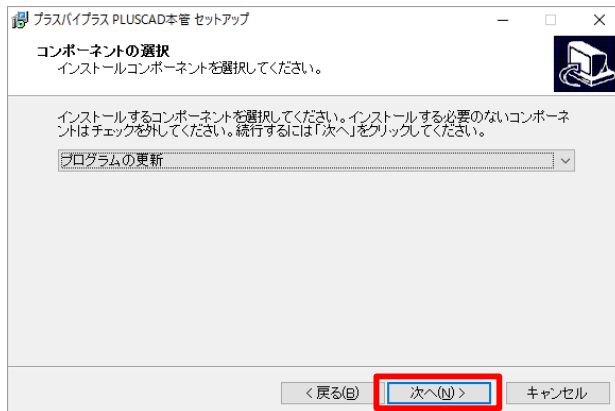 プラスバイプラス PLUSCAD本管 セットアップ
コンポーネントの選択
インストールコンポーネントを選択してください。
インストールするコンポーネントを選択してください。インストールする必要のないコンポーネ
ントはチェックを外してください。続行するには「次へ」をクリックしてください。
プログラムの更新
< 戻る(B)
次へ(N) >
キャンセル